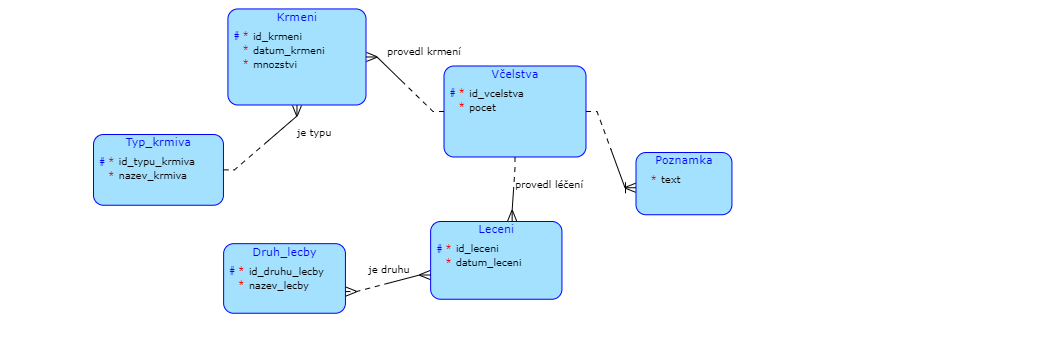 Krmeni
# * id_krmeni
* datum_krmeni
* mnozstvi
provedl krmení
Včelstva
# * id_vcelstva
* pocet
je typu
Typ_krmiva
# * id_typu_krmiva
* nazev_krmiva
Poznamka
* text
provedl léčení
Leceni
# * id_leceni
* datum_leceni
Druh_lecby
# * id_druhu_lecby
* nazev_lecby
je druhu